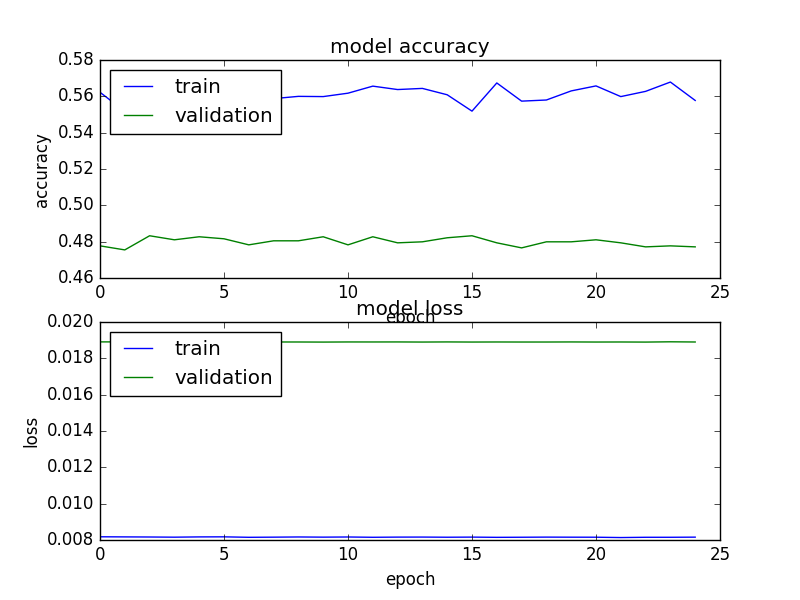 model accuracy
0.58
0.56
0.54
0.52
0.50
0.48
0.46
accuracy
train
validation
0 5 10 15 20 25
epoch
model loss
0.020
0.018
0.016
0.014
0.012
0.010
0.008
loss
train
validation
0 5 10 15 20 25
epoch